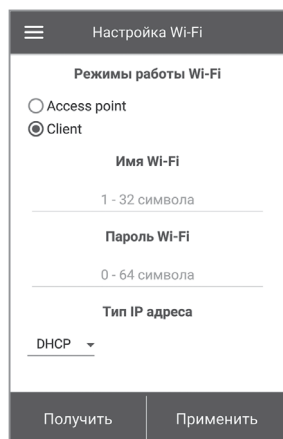 Настройка Wi-Fi
Режимы работы Wi-Fi
Access point
Client
Имя Wi-Fi
1 - 32 символа
Пароль Wi-Fi
0 - 64 символа
Тип IP адреса
DHCP
Получить Применить